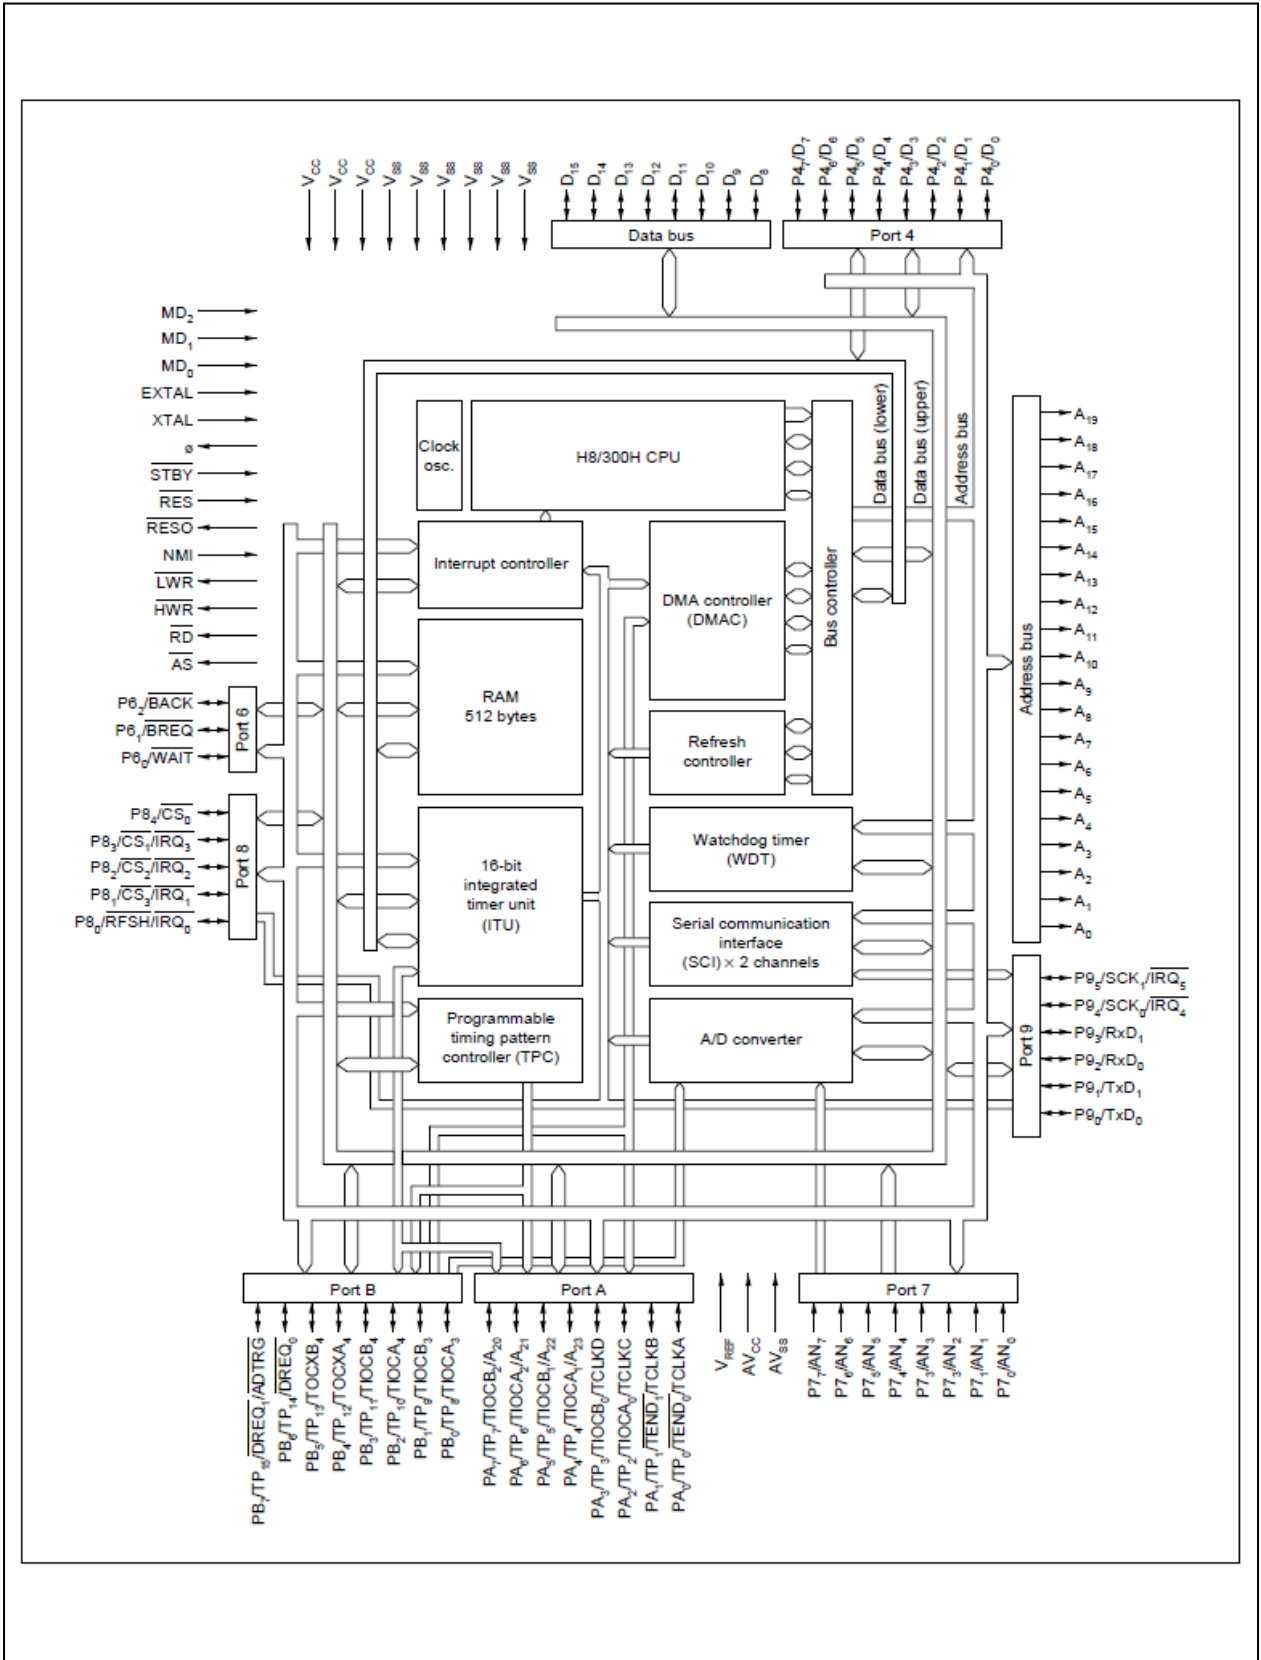 VCC
VCC
VCC
VSS
VSS
VSS
VSS
VSS
VSS
D15
D14
D13
D12
D11
D10
D9
D8
P47/D7
P46/D6
P45/D5
P44/D4
P43/D3
P42/D2
P41/D1
P40/D0
Data bus
Port 4
MD2
MD1
MD0
EXTAL
XTAL
ø
STBY
RES
RESO
NMI
LWR
HWR
RD
AS
P62/BACK
P61/BREQ
P60/WAIT
Port 6
P84/CS0
P83/CS1/IRQ3
P82/CS2/IRQ2
P81/CS3/IRQ1
P80/RFSH/IRQ0
Port 8
Clock
osc.
H8/300H CPU
Interrupt controller
RAM
512 bytes
16-bit
integrated
timer unit
(ITU)
Programmable
timing pattern
controller (TPC)
DMA controller
(DMAC)
Refresh
controller
Watchdog timer
(WDT)
Serial communication
interface
(SCI) × 2 channels
A/D converter
Bus controller
Data bus (lower)
Data bus (upper)
Address bus
Address bus
A19
A18
A17
A16
A15
A14
A13
A12
A11
A10
A9
A8
A7
A6
A5
A4
A3
A2
A1
A0
Port 9
P95/SCK1/IRQ5
P94/SCK0/IRQ4
P93/RxD1
P92/RxD0
P91/TxD1
P90/TxD0
Port B
Port A
Port 7
PB7/TP15/DREQ1/ADTRG
PB6/TP14/DREQ0
PB5/TP13/TOCXB4
PB4/TP12/TOCXA4
PB3/TP11/TIOCB4
PB2/TP10/TIOCA4
PB1/TP9/TIOCB3
PB0/TP8/TIOCA3
PA7/TP7/TIOCB2/A20
PA6/TP6/TIOCA2/A21
PA5/TP5/TIOCB1/A22
PA4/TP4/TIOCA1/A23
PA3/TP3/TIOCB0/TCLKD
PA2/TP2/TIOCA0/TCLKC
PA1/TP1/TEND1/TCLKB
PA0/TP0/TEND0/TCLKA
VREF
AVCC
AVSS
P77/AN7
P76/AN6
P75/AN5
P74/AN4
P73/AN3
P73/AN2
P71/AN1
P70/AN0